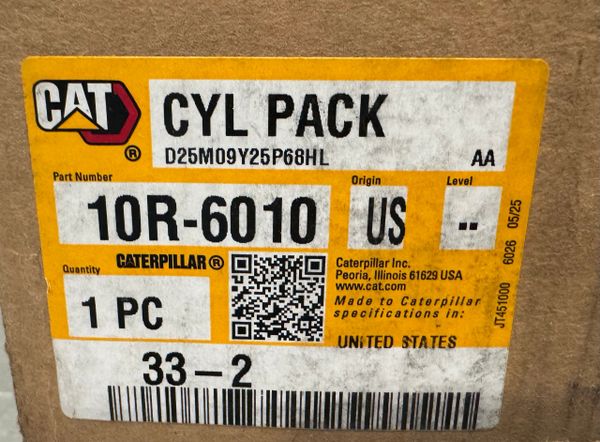 CAT
®
CYL PACK
D25M09Y25P68HL AA
Part Number
10R-6010
Origin
US
Level
--
CATERPILLAR®
Quantity
1 PC
Caterpillar Inc.
Peoria, Illinois 61629 USA
www.cat.com
Made to Caterpillar
specifications in:
UNITED STATES
33-2
JT451000 6026 05/25